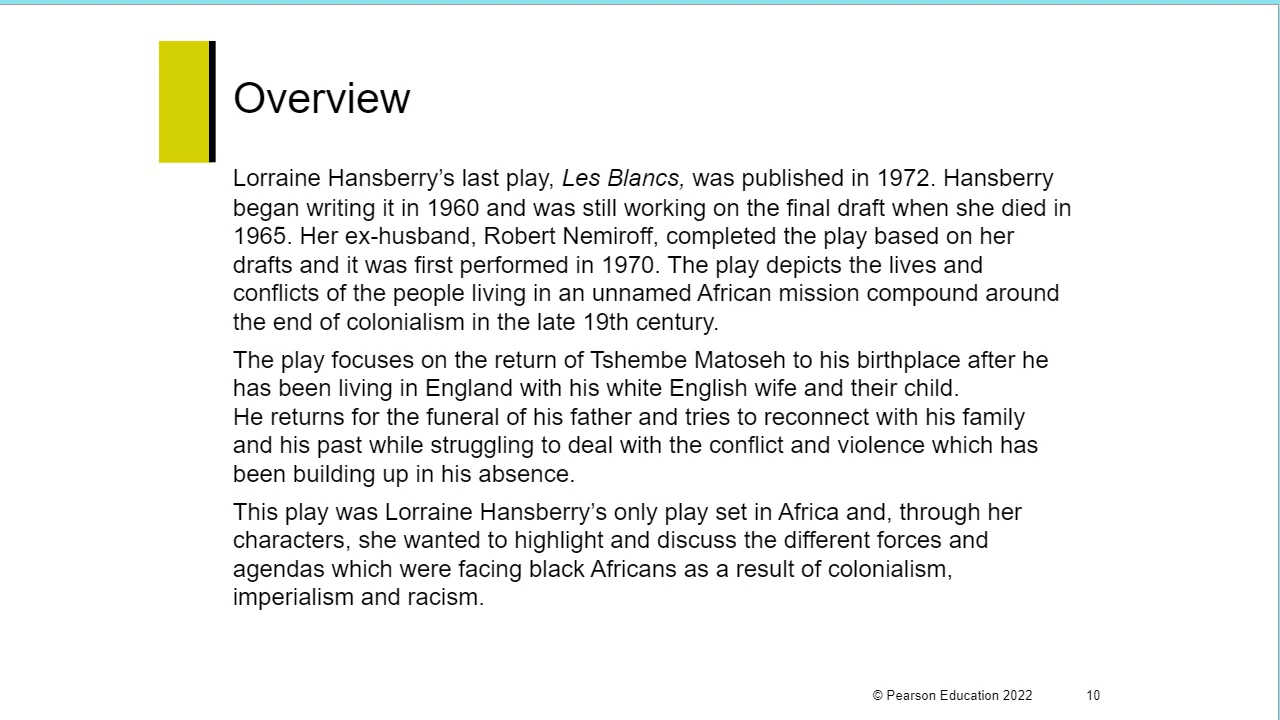 Overview
Lorraine Hansberry’s last play, Les Blancs, was published in 1972. Hansberry
began writing it in 1960 and was still working on the final draft when she died in
1965. Her ex-husband, Robert Nemiroff, completed the play based on her
drafts and it was first performed in 1970. The play depicts the lives and
conflicts of the people living in an unnamed African mission compound around
the end of colonialism in the late 19th century.
The play focuses on the return of Tshembe Matoseh to his birthplace after he
has been living in England with his white English wife and their child.
He returns for the funeral of his father and tries to reconnect with his family
and his past while struggling to deal with the conflict and violence which has
been building up in his absence.
This play was Lorraine Hansberry’s only play set in Africa and, through her
characters, she wanted to highlight and discuss the different forces and
agendas which were facing black Africans as a result of colonialism,
imperialism and racism.
© Pearson Education 2022 10